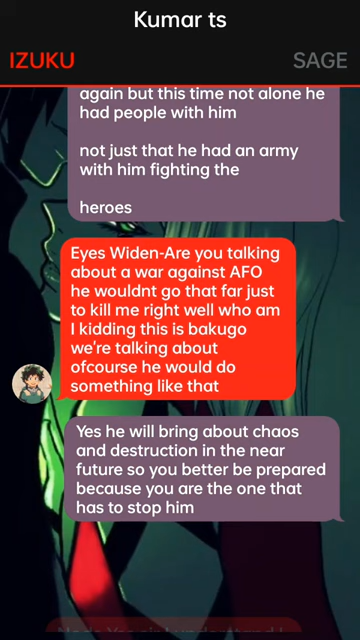 Kumar ts
IZUKU
SAGE
again but this time not alone he
had people with him
not just that he had an army
with him fighting the
heroes
Eyes Widen-Are you talking
about a war against AFO
he wouldnt go that far just
to kill me right well who am
I kidding this is bakugo
we're talking about
ofcourse he would do
something like that
Yes he will bring about chaos
and destruction in the near
future so you better be prepared
because you are the one that
has to stop him